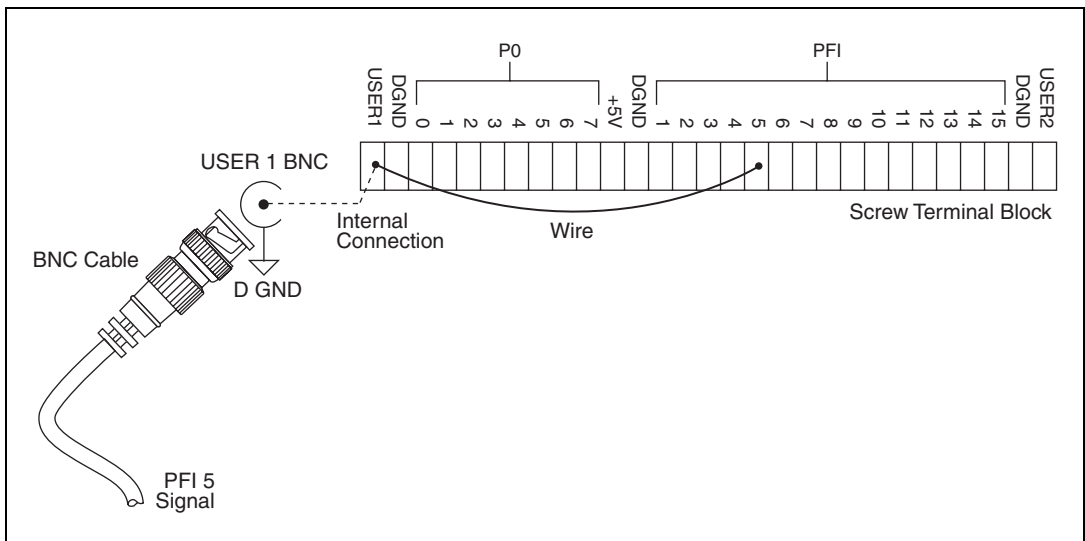 P0
PFI
USER1
DGND
0
1
2
3
4
5
6
7
+5V
DGND
1
2
3
4
5
6
7
8
9
10
11
12
13
14
15
DGND
USER2
USER 1 BNC
Internal
Connection
Wire
Screw Terminal Block
BNC Cable
D GND
PFI 5
Signal